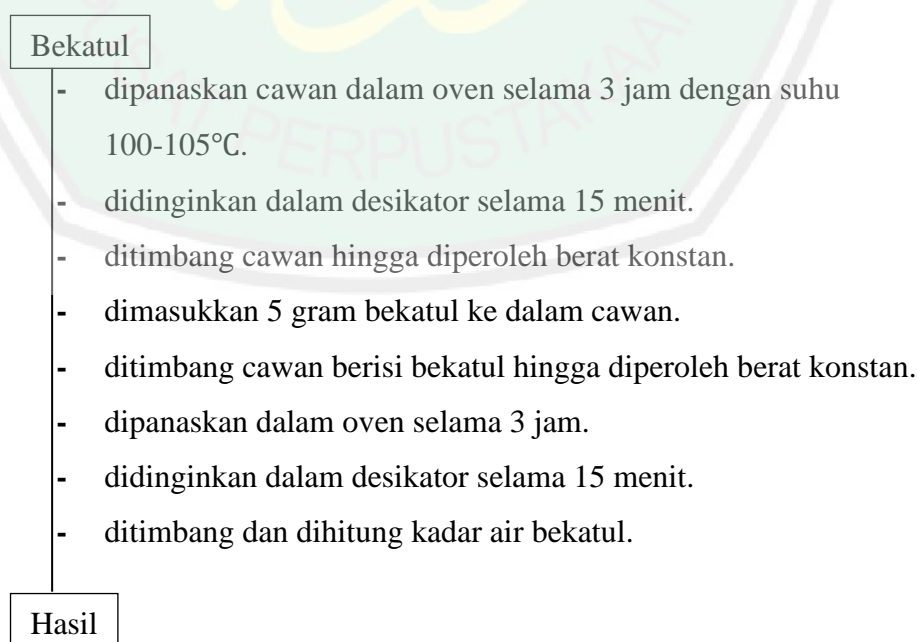 Bekatul
- dipanaskan cawan dalam oven selama 3 jam dengan suhu
100-105°C.
- didinginkan dalam desikator selama 15 menit.
- ditimbang cawan hingga diperoleh berat konstan.
- dimasukkan 5 gram bekatul ke dalam cawan.
- ditimbang cawan berisi bekatul hingga diperoleh berat konstan.
- dipanaskan dalam oven selama 3 jam.
- didinginkan dalam desikator selama 15 menit.
- ditimbang dan dihitung kadar air bekatul.
Hasil